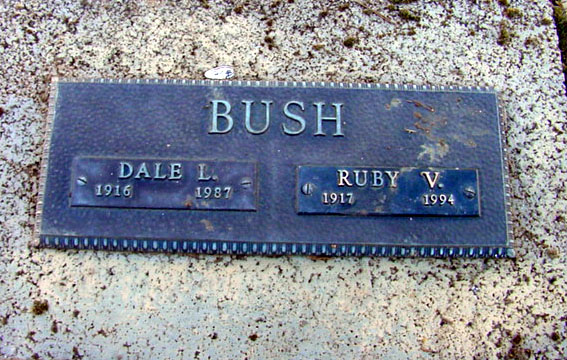 BUSH
DALE L.
1916 1987
RUBY V.
1917 1994